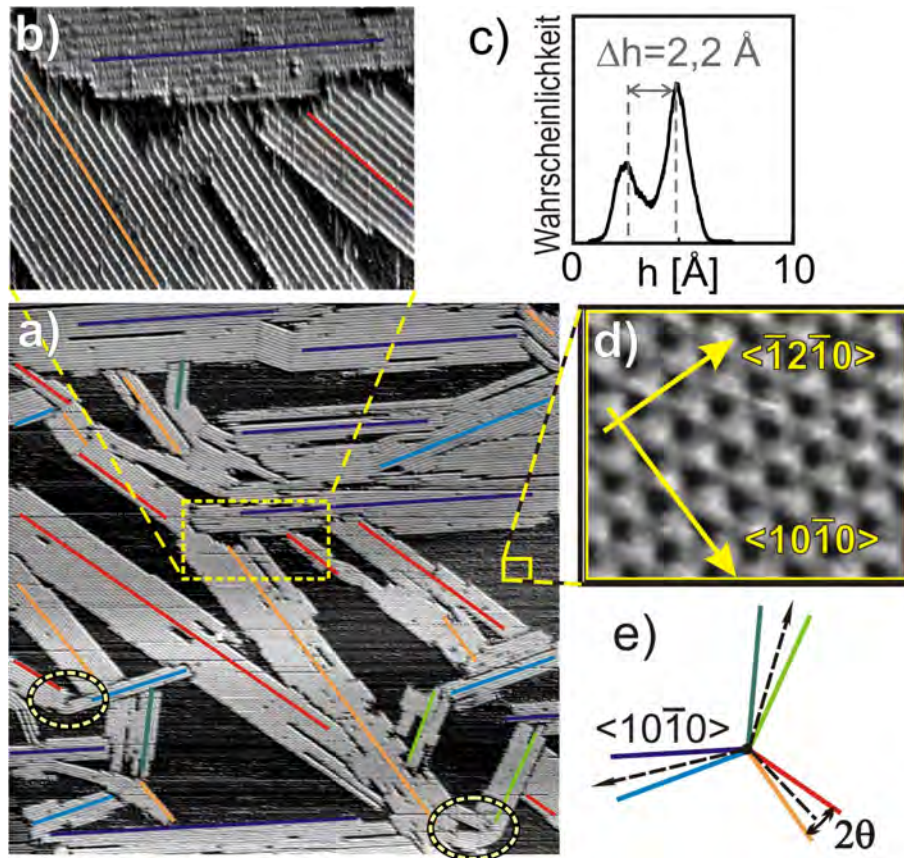 b)
c)
Δh=2,2 Å
Wahrscheinlichkeit
0
10
h [Å]
a)
d)
<1̄21̄0>
<101̄0>
e)
<101̄0>
2θ